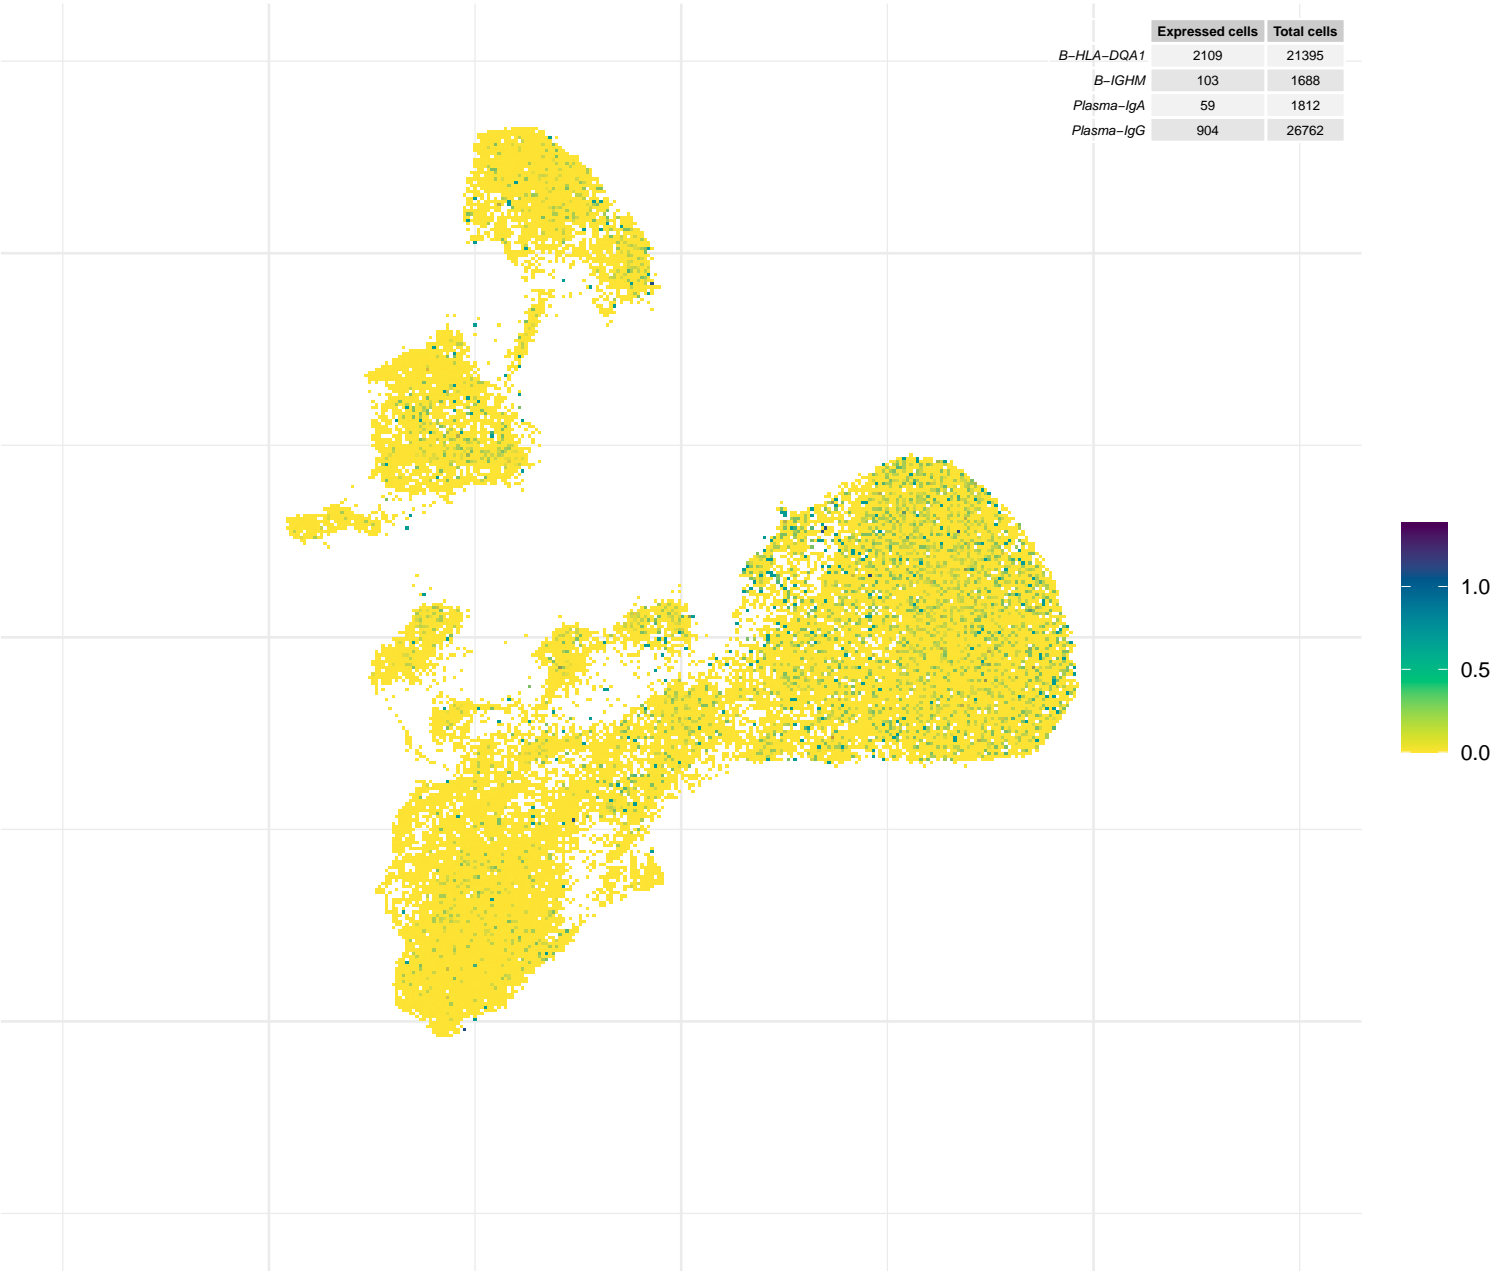 Expressed cells Total cells
B−HLA−DQA1 2109 21395
B−IGHM 103 1688
Plasma−IgA 59 1812
Plasma−IgG 904 26762
1.0
0.5
0.0